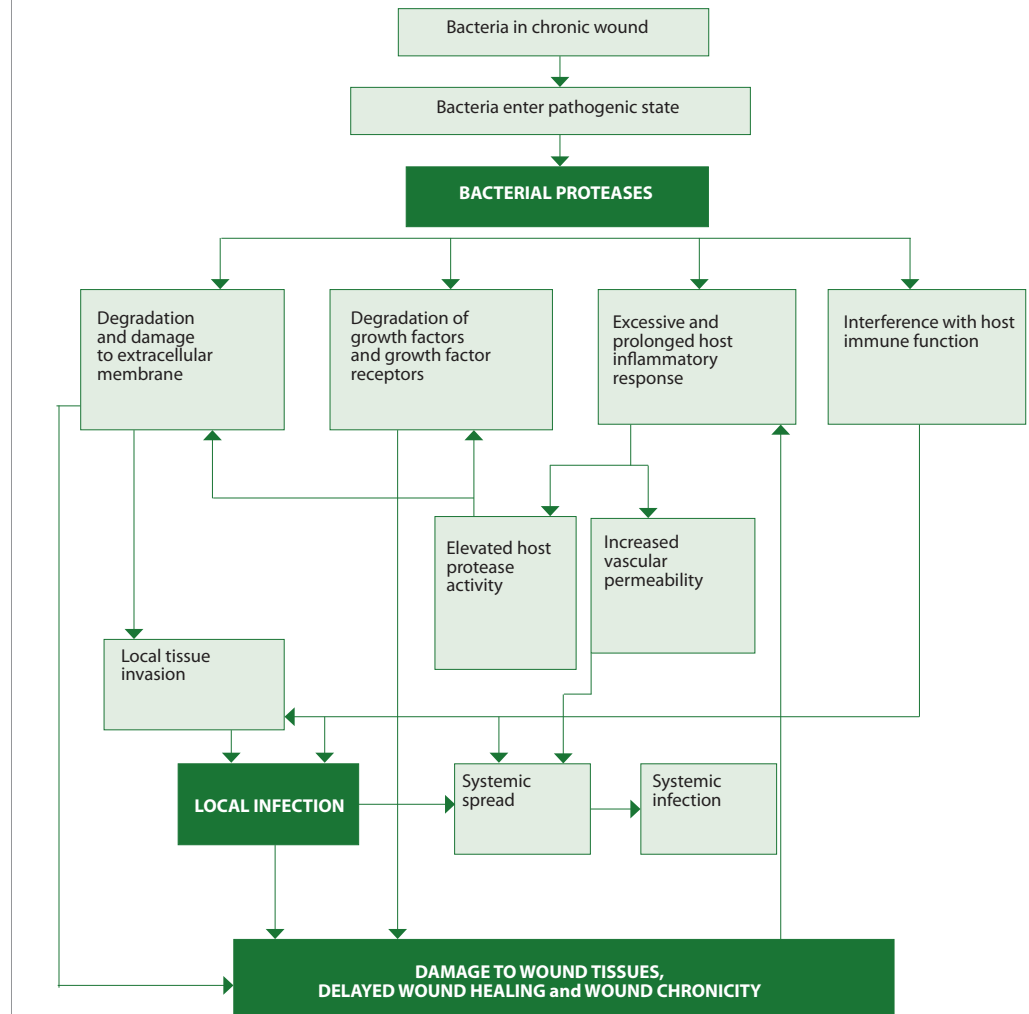 Bacteria in chronic wound
Bacteria enter pathogenic state
BACTERIAL PROTEASES
Degradation
and damage
to extracellular
membrane
Degradation of
growth factors
and growth factor
receptors
Excessive and
prolonged host
inflammatory
response
Interference with host
immune function
Elevated host
protease
activity
Increased
vascular
permeability
Local tissue
invasion
LOCAL INFECTION
Systemic
spread
Systemic
infection
DAMAGE TO WOUND TISSUES,
DELAYED WOUND HEALING and WOUND CHRONICITY